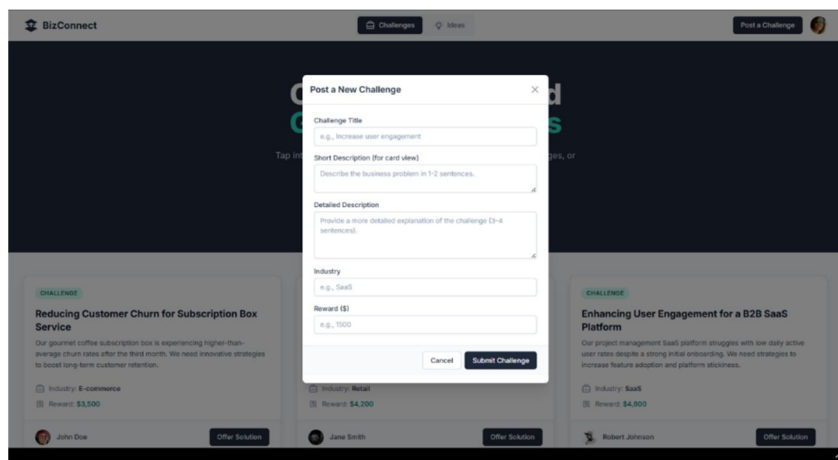 BizConnect
Challenges
Ideas
Post a Challenge
Tap in
ges, or
Post a New Challenge
Challenge Title
e.g., Increase user engagement
Short Description (for card view)
Describe the business problem in 1-2 sentences.
Detailed Description
Provide a more detailed explanation of the challenge (3-4
sentences).
Industry
e.g., SaaS
Reward ($)
e.g., 1500
Cancel
Submit Challenge
CHALLENGE
Reducing Customer Churn for Subscription Box
Service
Our gourmet coffee subscription box is experiencing higher-than-
average churn rates after the third month. We need innovative strategies
to boost long-term customer retention.
Industry: E-commerce
Reward: $3,500
John Doe
Offer Solution
Industry: Retail
Reward: $4,200
Jane Smith
Offer Solution
CHALLENGE
Enhancing User Engagement for a B2B SaaS
Platform
Our project management SaaS platform struggles with low daily active
user rates despite a strong initial onboarding. We need strategies to
increase feature adoption and platform stickiness.
Industry: SaaS
Reward: $4,800
Robert Johnson
Offer Solution